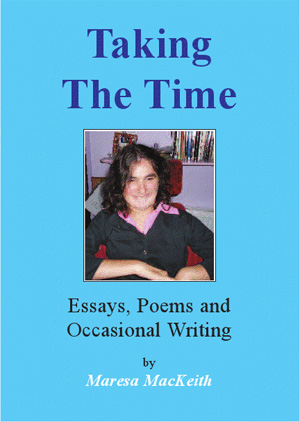 Taking
The Time
Essays, Poems and
Occasional Writing
by
Maresa MacKeith